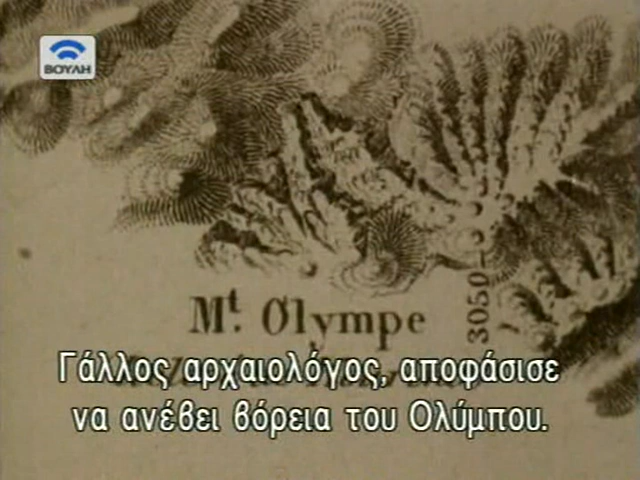 ΒΟΥΛΗ
Mt. Olympe
3050
Γάλλος αρχαιολόγος, αποφάσισε
να ανέβει βόρεια του Ολύμπου.